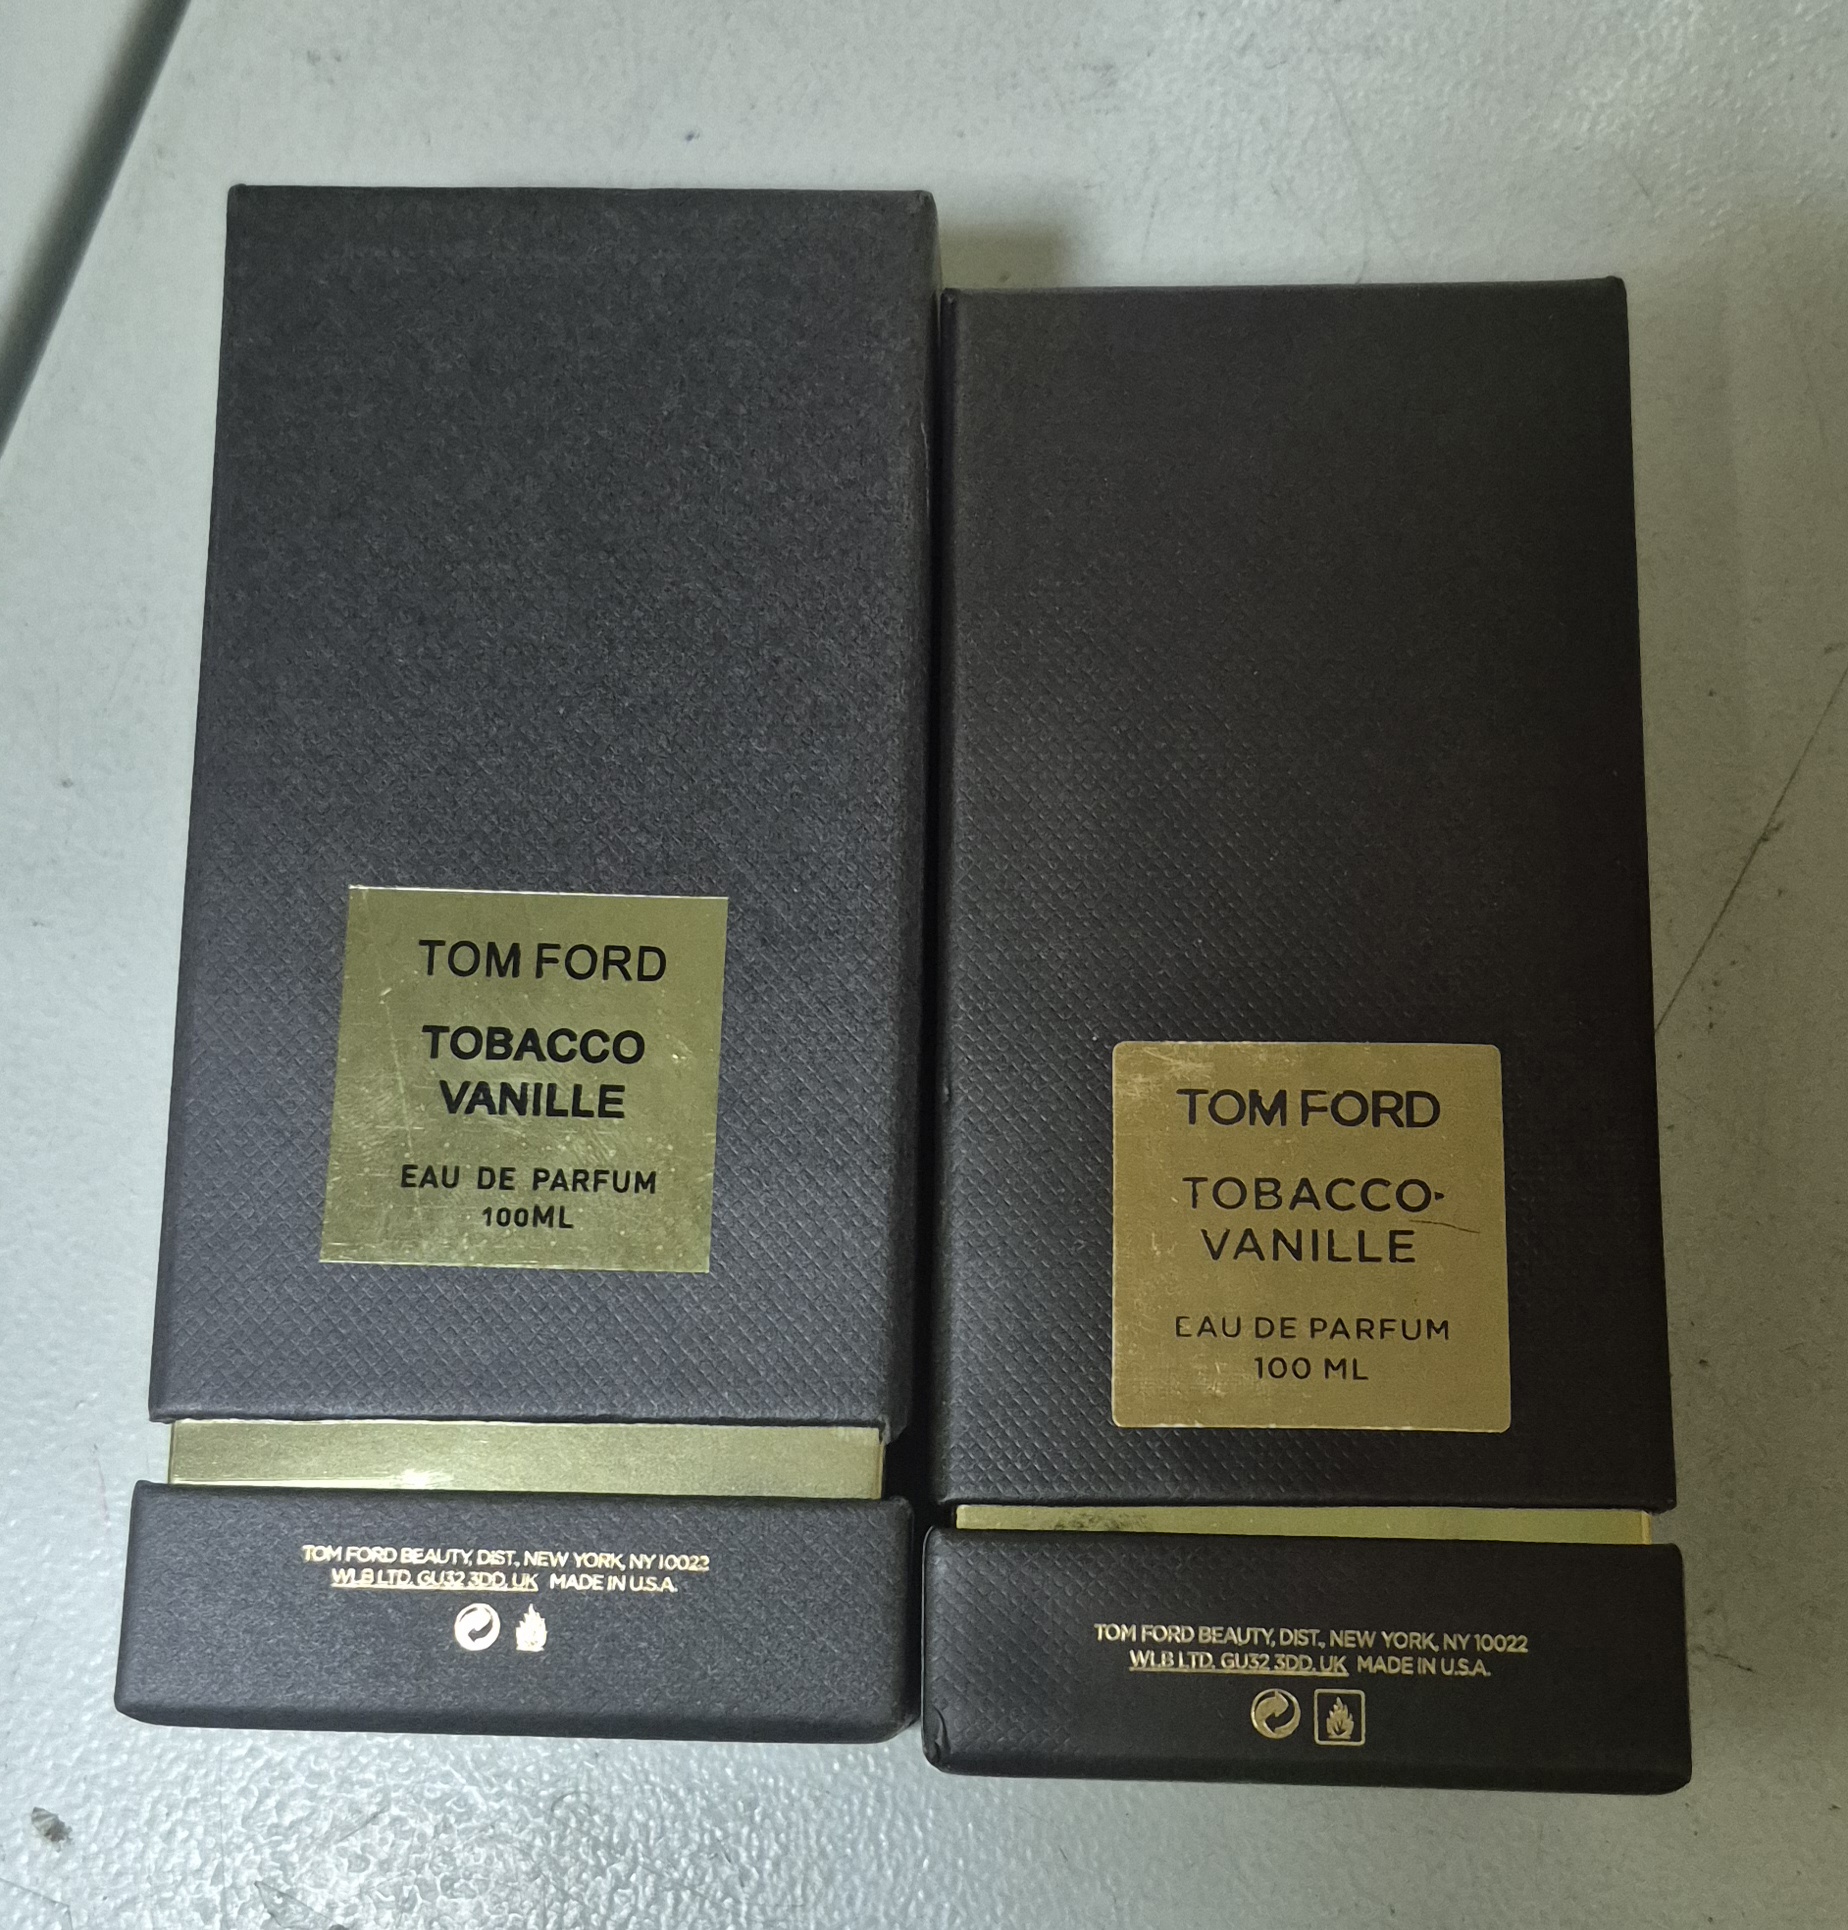 TOM FORD
TOBACCO
VANILLE
EAU DE PARFUM
100ML
TOM FORD BEAUTY, DIST., NEW YORK, NY 10022
WLB LTD. GU32 3DD. UK MADE IN U.S.A.
TOM FORD
TOBACCO
VANILLE
EAU DE PARFUM
100 ML
TOM FORD BEAUTY, DIST., NEW YORK, NY 10022
WLB LTD. GU32 3DD. UK MADE IN U.S.A.